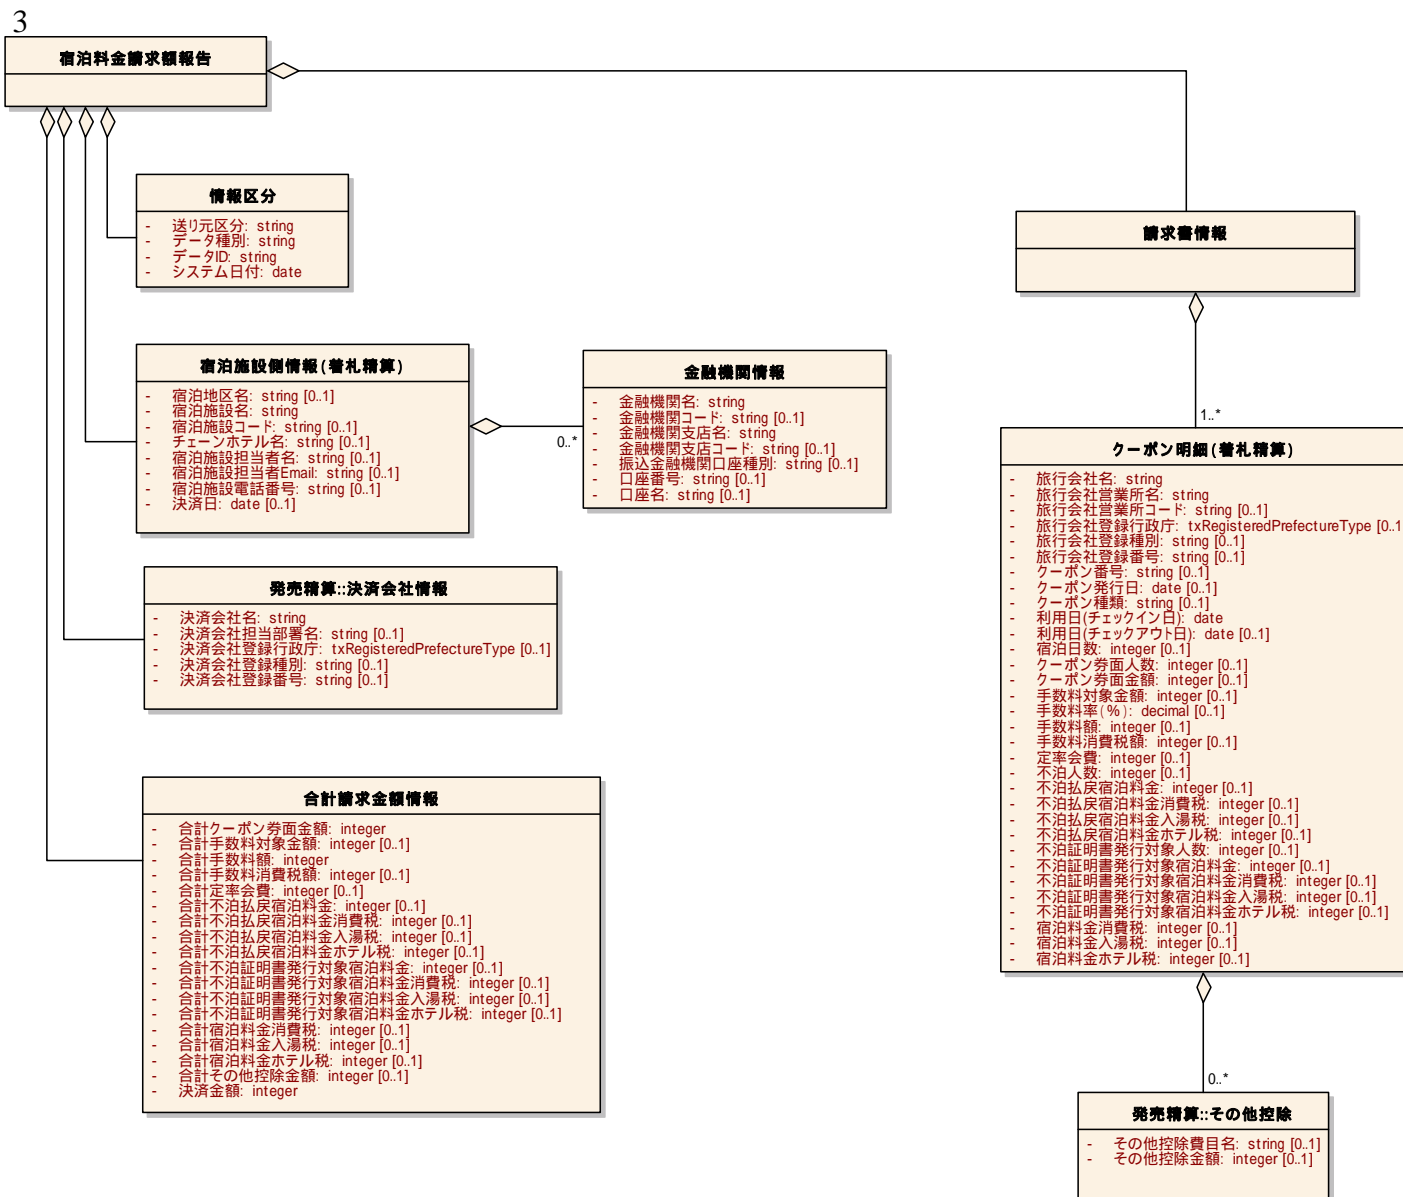 3
宿泊料金請求額報告
情報区分
- 送り元区分: string
- データ種別: string
- データID: string
- システム日付: date
請求書情報
宿泊施設側情報(着札精算)
- 宿泊地区名: string [0..1]
- 宿泊施設名: string
- 宿泊施設コード: string [0..1]
- チェーンホテル名: string [0..1]
- 宿泊施設担当者名: string [0..1]
- 宿泊施設担当者Email: string [0..1]
- 宿泊施設電話番号: string [0..1]
- 決済日: date [0..1]
0..*
金融機関情報
- 金融機関名: string
- 金融機関コード: string [0..1]
- 金融機関支店名: string
- 金融機関支店コード: string [0..1]
- 振込金融機関口座種別: string [0..1]
- 口座番号: string [0..1]
- 口座名: string [0..1]
1..*
クーポン明細(着札精算)
- 旅行会社名: string
- 旅行会社営業所名: string
- 旅行会社営業所コード: string [0..1]
- 旅行会社登録行政庁: txRegisteredPrefectureType [0..1
- 旅行会社登録種別: string [0..1]
- 旅行会社登録番号: string [0..1]
- クーポン番号: string [0..1]
- クーポン発行日: date [0..1]
- クーポン種類: string [0..1]
- 利用日(チェックイン日): date
- 利用日(チェックアウト日): date [0..1]
- 宿泊日数: integer [0..1]
- クーポン券面人数: integer [0..1]
- クーポン券面金額: integer [0..1]
- 手数料対象金額: integer [0..1]
- 手数料率(%): decimal [0..1]
- 手数料額: integer [0..1]
- 手数料消費税額: integer [0..1]
- 定率会費: integer [0..1]
- 不泊人数: integer [0..1]
- 不泊払戻宿泊料金: integer [0..1]
- 不泊払戻宿泊料金消費税: integer [0..1]
- 不泊払戻宿泊料金入湯税: integer [0..1]
- 不泊払戻宿泊料金ホテル税: integer [0..1]
- 不泊証明書発行対象人数: integer [0..1]
- 不泊証明書発行対象宿泊料金: integer [0..1]
- 不泊証明書発行対象宿泊料金消費税: integer [0..1]
- 不泊証明書発行対象宿泊料金入湯税: integer [0..1]
- 不泊証明書発行対象宿泊料金ホテル税: integer [0..1]
- 宿泊料金消費税: integer [0..1]
- 宿泊料金入湯税: integer [0..1]
- 宿泊料金ホテル税: integer [0..1]
発売精算::決済会社情報
- 決済会社名: string
- 決済会社担当部署名: string [0..1]
- 決済会社登録行政庁: txRegisteredPrefectureType [0..1]
- 決済会社登録種別: string [0..1]
- 決済会社登録番号: string [0..1]
合計請求金額情報
- 合計クーポン券面金額: integer
- 合計手数料対象金額: integer [0..1]
- 合計手数料額: integer
- 合計手数料消費税額: integer [0..1]
- 合計定率会費: integer [0..1]
- 合計不泊払戻宿泊料金: integer [0..1]
- 合計不泊払戻宿泊料金消費税: integer [0..1]
- 合計不泊払戻宿泊料金入湯税: integer [0..1]
- 合計不泊払戻宿泊料金ホテル税: integer [0..1]
- 合計不泊証明書発行対象宿泊料金: integer [0..1]
- 合計不泊証明書発行対象宿泊料金消費税: integer [0..1]
- 合計不泊証明書発行対象宿泊料金入湯税: integer [0..1]
- 合計不泊証明書発行対象宿泊料金ホテル税: integer [0..1]
- 合計宿泊料金消費税: integer [0..1]
- 合計宿泊料金入湯税: integer [0..1]
- 合計宿泊料金ホテル税: integer [0..1]
- 合計その他控除金額: integer [0..1]
- 決済金額: integer
0..*
発売精算::その他控除
- その他控除費目名: string [0..1]
- その他控除金額: integer [0..1]